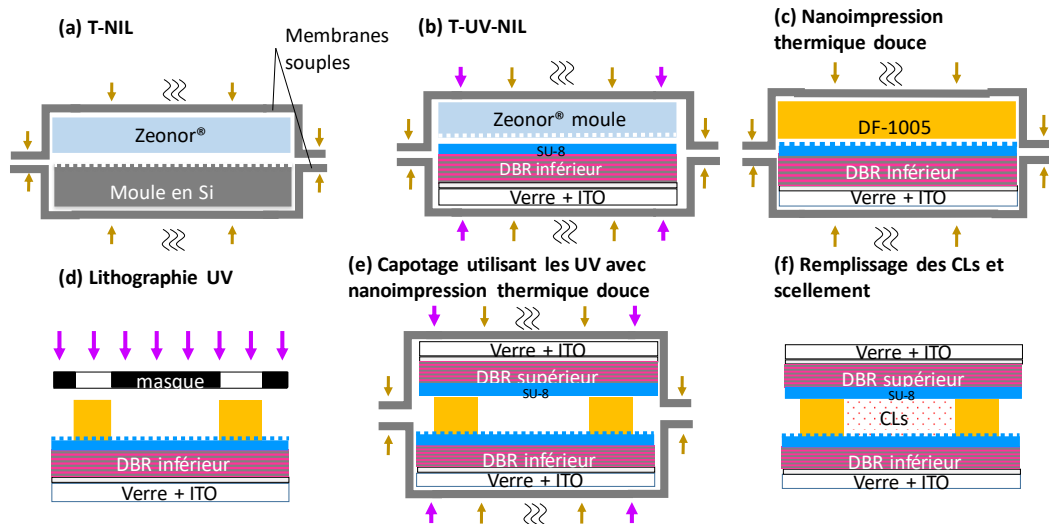 (a) T-NIL
Membranes
souples
Zeonor®
Moule en Si
(b) T-UV-NIL
Zeonor® moule
SU-8
DBR inférieur
Verre + ITO
(c) Nanoimpression
thermique douce
DF-1005
DBR Inférieur
Verre + ITO
(d) Lithographie UV
masque
DBR inférieur
Verre + ITO
(e) Capotage utilisant les UV avec
nanoimpression thermique douce
Verre + ITO
DBR supérieur
SU-8
DBR inférieur
Verre + ITO
(f) Remplissage des CLs et
scellement
Verre + ITO
DBR supérieur
SU-8
CLs
DBR inférieur
Verre + ITO